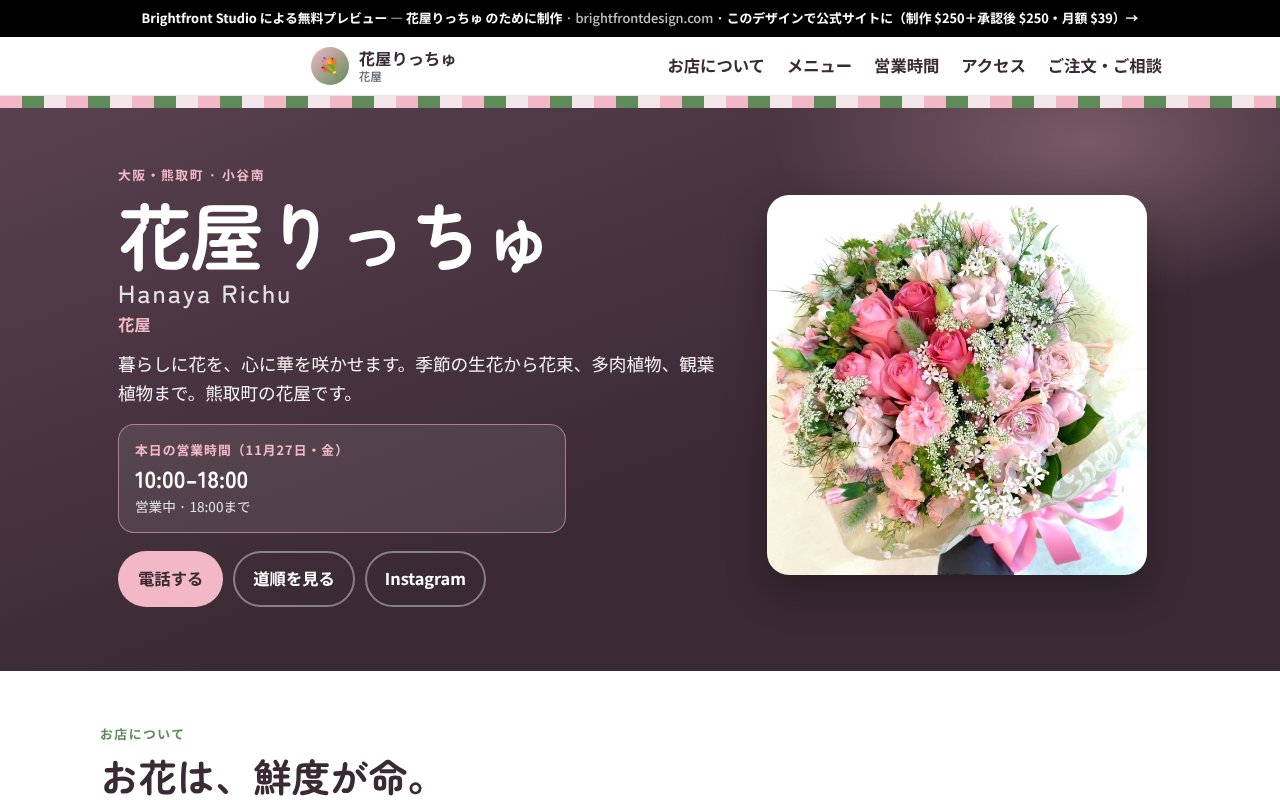 Brightfront Studio による無料プレビュー — 花屋りっちゅ のために制作 · brightfrontdesign.com · このデザインで公式サイトに（制作 $250＋承認後 $250・月額 $39）→
花屋りっちゅ
花屋
お店について メニュー 営業時間 アクセス ご注文・ご相談
大阪・熊取町 · 小谷南
花屋りっちゅ
Hanaya Richu
花屋
暮らしに花を、心に華を咲かせます。季節の生花から花束、多肉植物、観葉
植物まで。熊取町の花屋です。
本日の営業時間（11月27日・金）
10:00–18:00
営業中 · 18:00まで
電話する 道順を見る Instagram
お店について
お花は、鮮度が命。